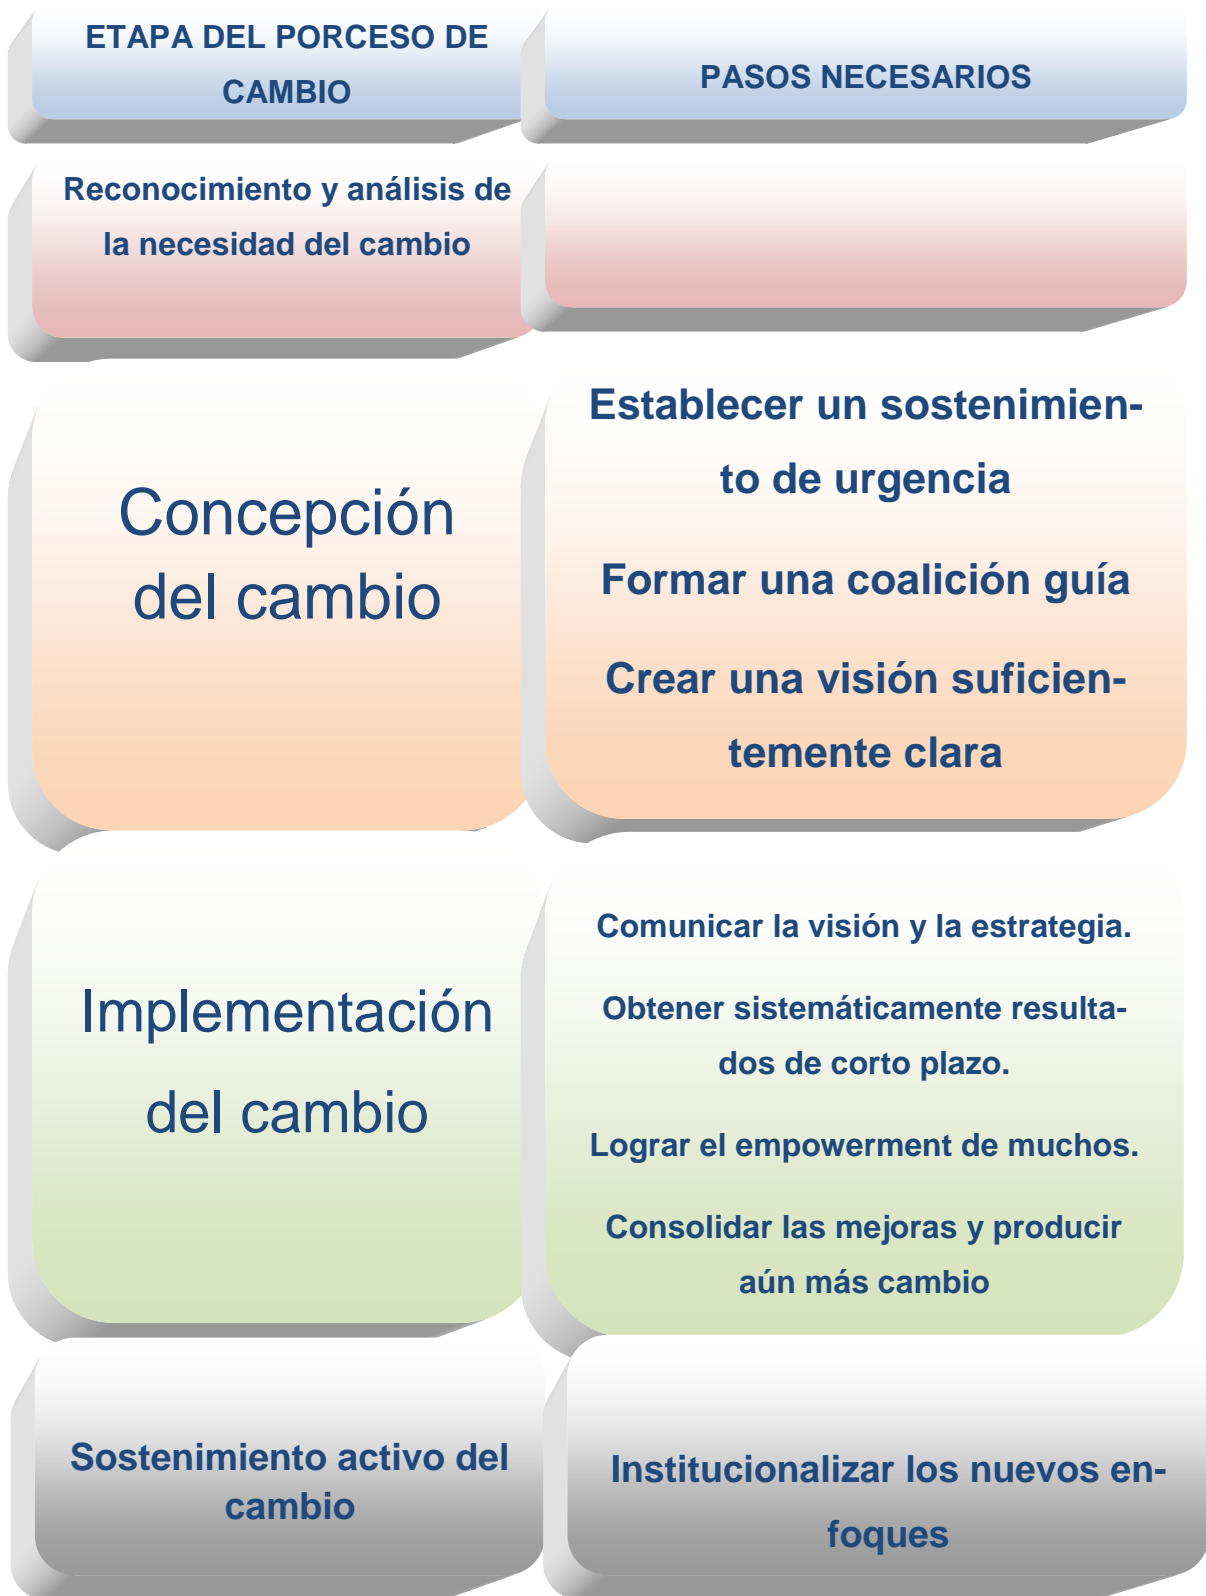 ETAPA DEL PORCESO DE
CAMBIO
PASOS NECESARIOS
Reconocimiento y análisis de
la necesidad del cambio
Concepción
del cambio
Establecer un sostenimien-
to de urgencia
Formar una coalición guía
Crear una visión suficien-
temente clara
Implementación
del cambio
Comunicar la visión y la estrategia.
Obtener sistemáticamente resulta-
dos de corto plazo.
Lograr el empowerment de muchos.
Consolidar las mejoras y producir
aún más cambio
Sostenimiento activo del
cambio
Institucionalizar los nuevos en-
foques